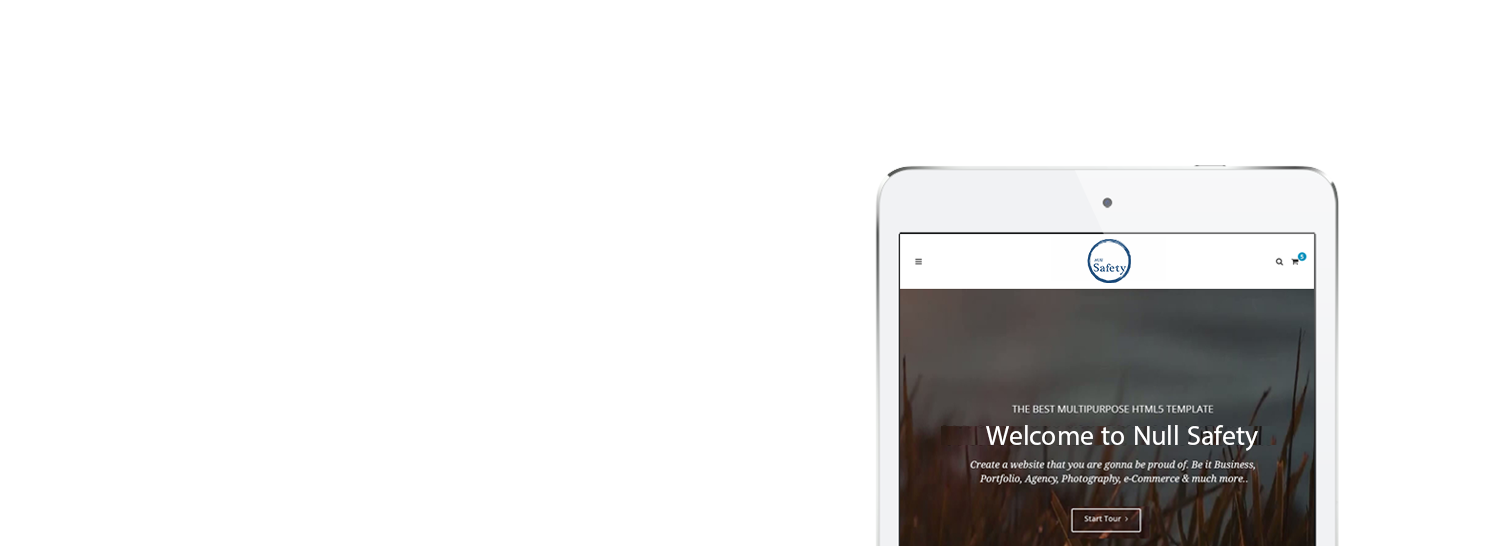 NULL
Safety
5
THE BEST MULTIPURPOSE HTML5 TEMPLATE
Welcome to Null Safety
Create a website that you are gonna be proud of. Be it Business,
Portfolio, Agency, Photography, e-Commerce & much more..
Start Tour ›